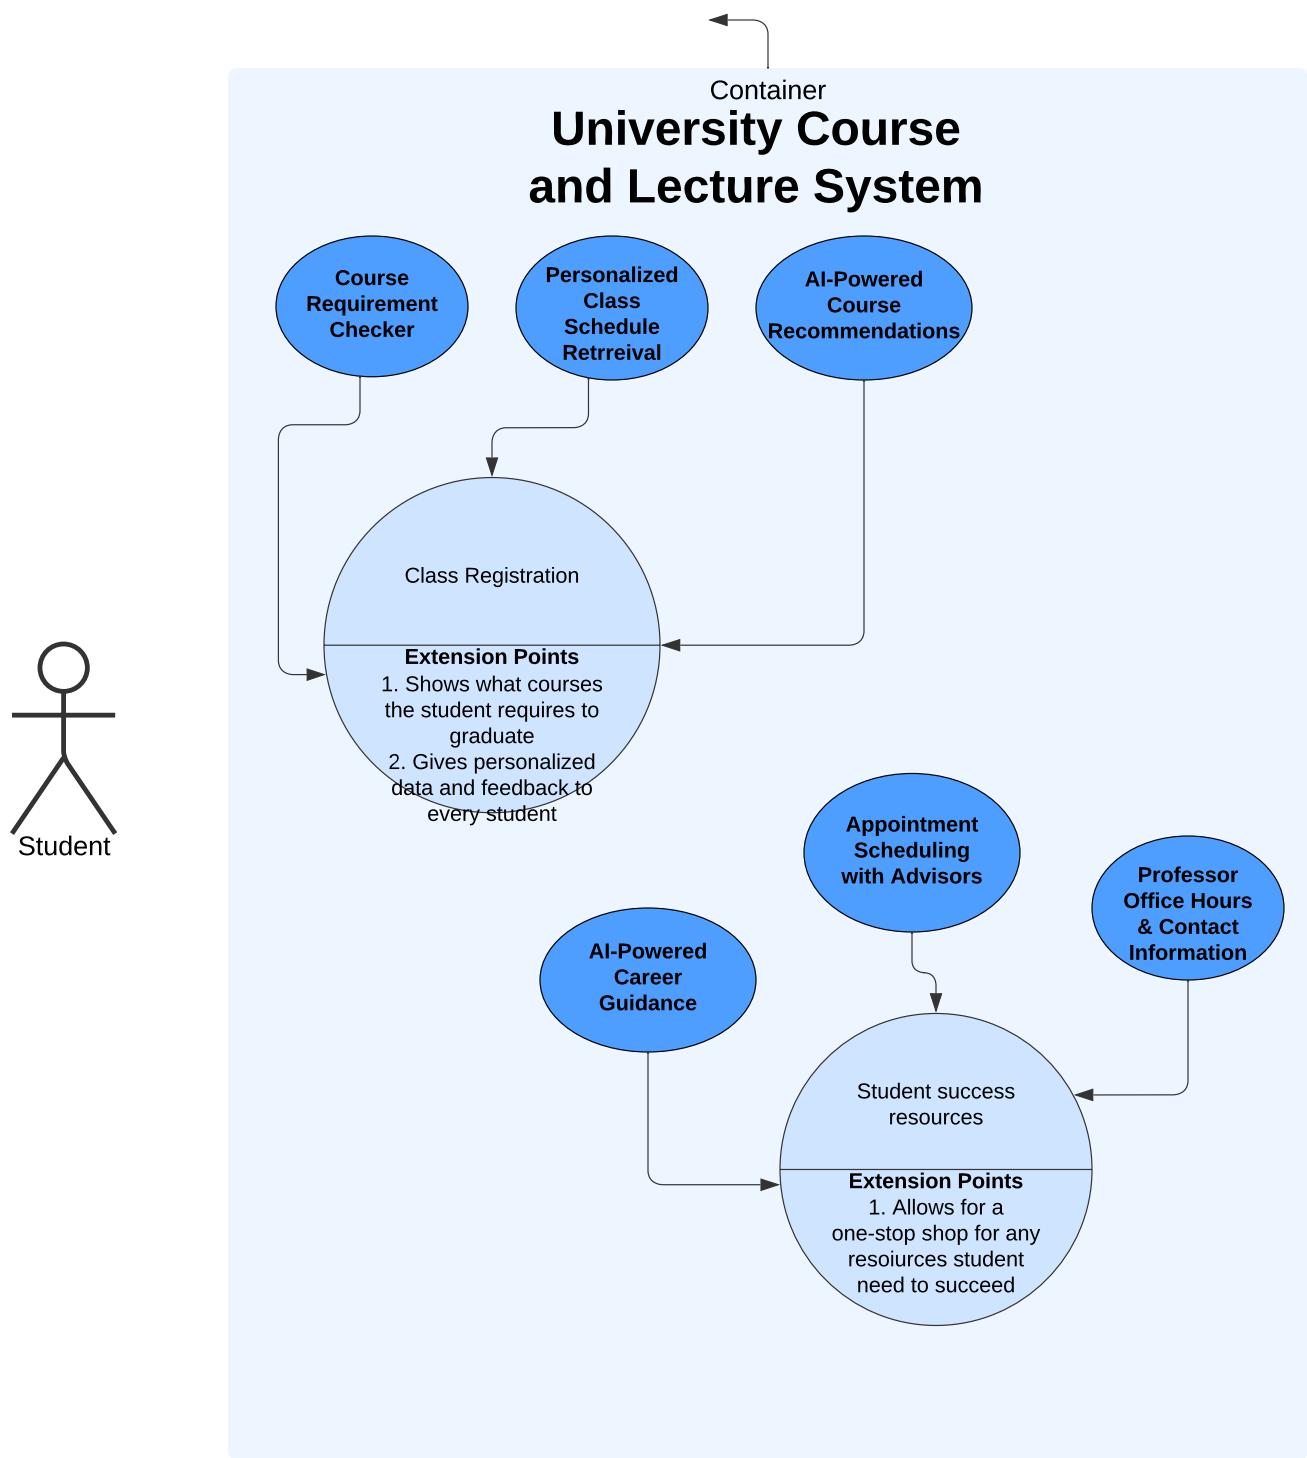 Container
University Course
and Lecture System
Course
Requirement
Checker
Personalized
Class
Schedule
Retrreival
AI-Powered
Course
Recommendations
Class Registration
Extension Points
1. Shows what courses
the student requires to
graduate
2. Gives personalized
data and feedback to
every student
Student
Appointment
Scheduling
with Advisors
Professor
Office Hours
& Contact
Information
AI-Powered
Career
Guidance
Student success
resources
Extension Points
1. Allows for a
one-stop shop for any
resoiurces student
need to succeed